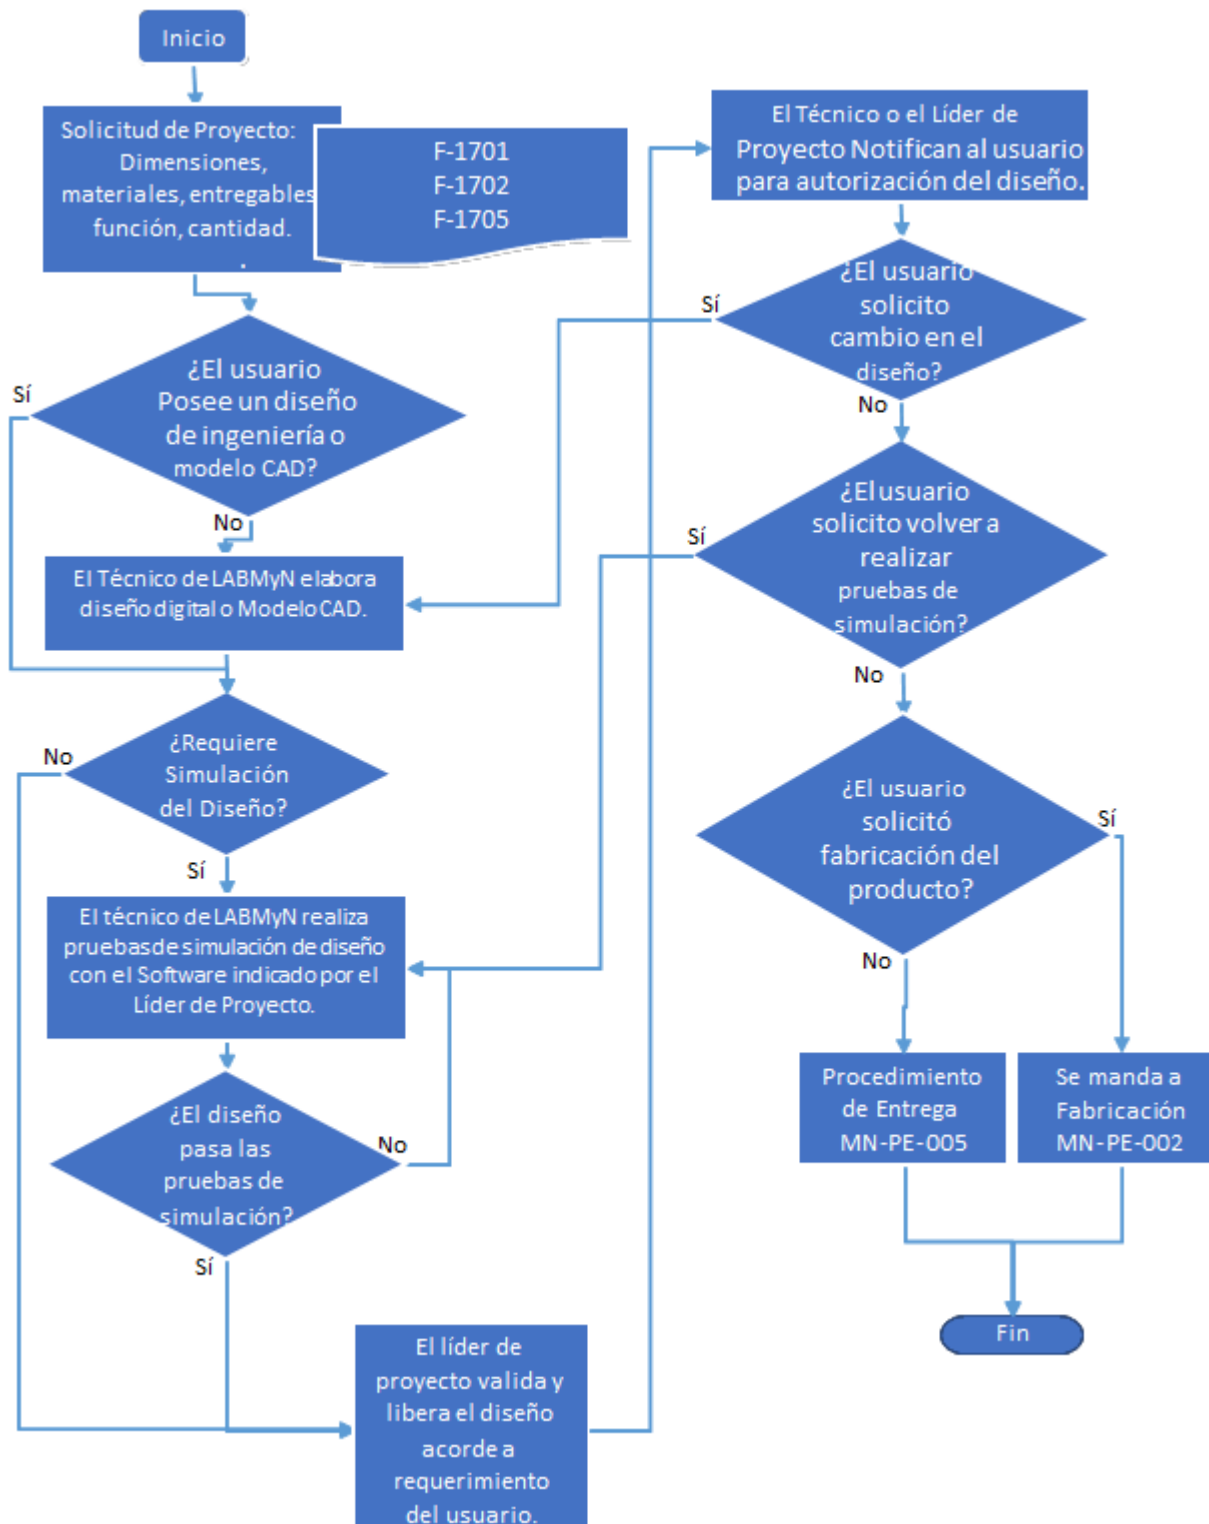 Inicio
Solicitud de Proyecto:
Dimensiones,
materiales, entregables
función, cantidad.
.
F-1701
F-1702
F-1705
¿El usuario
Posee un diseño
de ingeniería o
modelo CAD?
Sí
No
El Técnico de LABMyN elabora
diseño digital o Modelo CAD.
¿Requiere
Simulación
del Diseño?
No
Sí
El técnico de LABMyN realiza
pruebas de simulación de diseño
con el Software indicado por el
Líder de Proyecto.
¿El diseño
pasa las
pruebas de
simulación?
No
Sí
El líder de
proyecto valida y
libera el diseño
acorde a
requerimiento
del usuario.
El Técnico o el Líder de
Proyecto Notifican al usuario
para autorización del diseño.
¿El usuario
solicito
cambio en el
diseño?
Sí
No
¿El usuario
solicito volver a
realizar
pruebas de
simulación?
Sí
No
¿El usuario
solicitó
fabricación del
producto?
Sí
No
Procedimiento
de Entrega
MN-PE-005
Se manda a
Fabricación
MN-PE-002
Fin